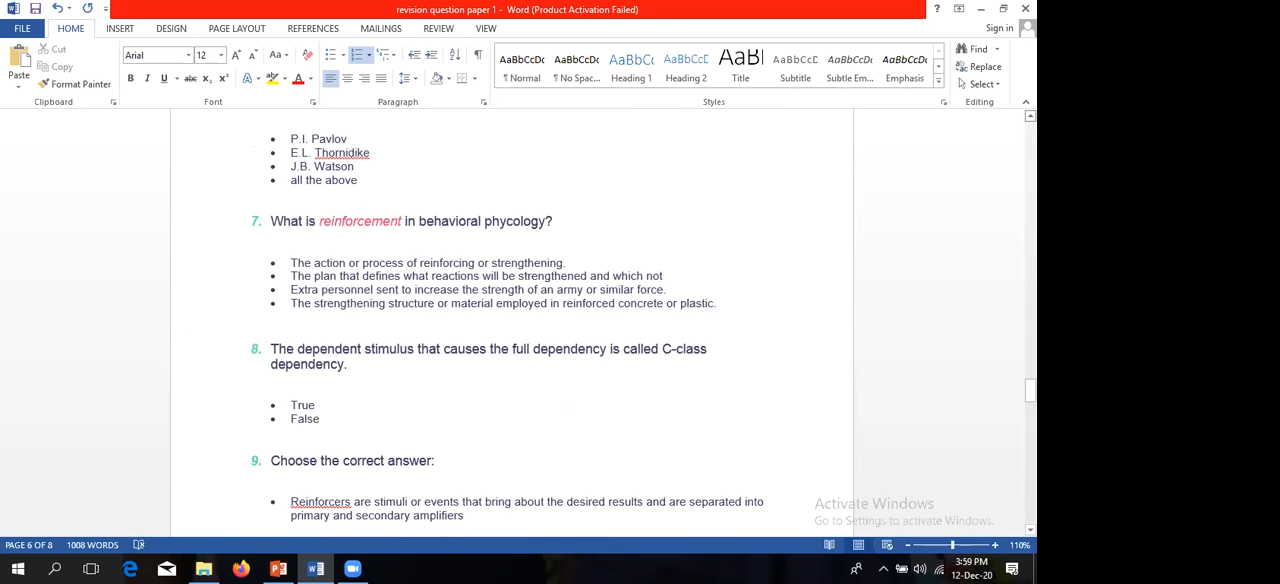 revision question paper 1 - Word (Product Activation Failed)
?
FILE HOME INSERT DESIGN PAGE LAYOUT REFERENCES MAILINGS REVIEW VIEW Sign in
Paste
Cut
Copy
Format Painter
Clipboard
Arial 12
Aa
B I U abc x₂ x²
Font
Paragraph
AaBbCcDc AaBbCcDc AaBbCc AaBbCcDc AaBl AaBbCcD AaBbCcDc AaBbCcDc
¶ Normal ¶ No Spac... Heading 1 Heading 2 Title Subtitle Subtle Em... Emphasis
Styles
Find
Replace
Select
Editing
• P.I. Pavlov
• E.L. Thornidike
• J.B. Watson
• all the above
7. What is reinforcement in behavioral phycology?
• The action or process of reinforcing or strengthening.
• The plan that defines what reactions will be strengthened and which not
• Extra personnel sent to increase the strength of an army or similar force.
• The strengthening structure or material employed in reinforced concrete or plastic.
8. The dependent stimulus that causes the full dependency is called C-class
dependency.
• True
• False
9. Choose the correct answer:
• Reinforcers are stimuli or events that bring about the desired results and are separated into
primary and secondary amplifiers
Activate Windows
Go to Settings to activate Windows.
PAGE 6 OF 8 1008 WORDS 110%
3:59 PM
12-Dec-20